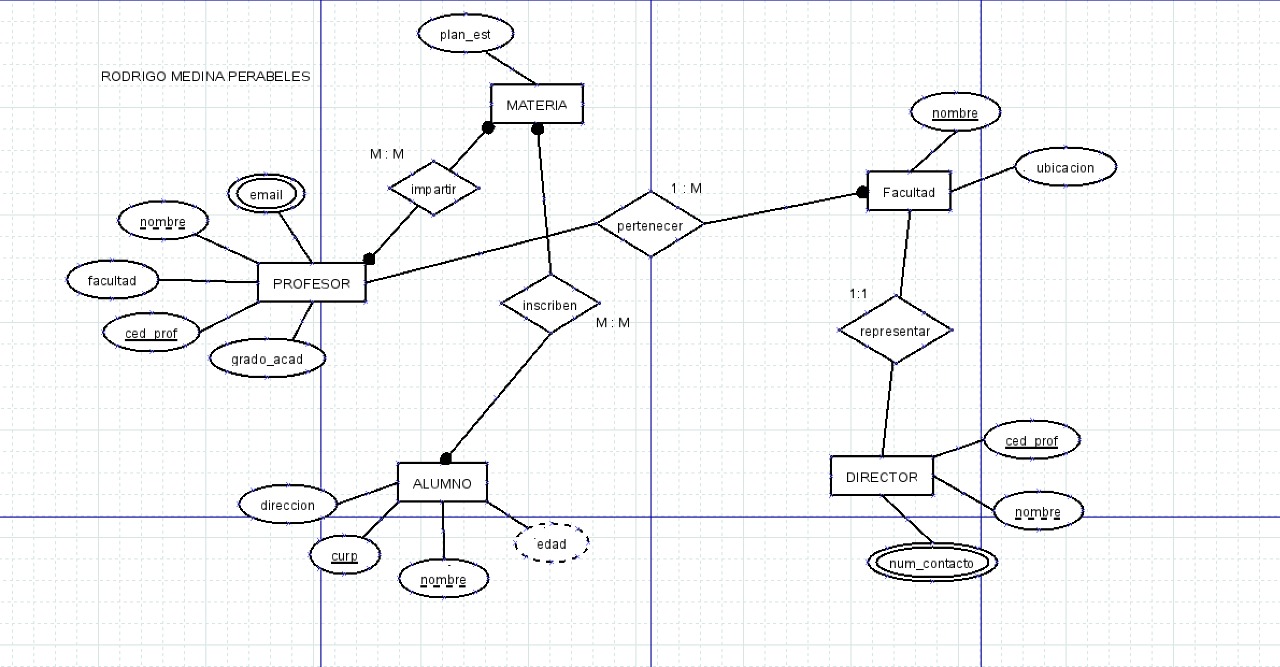 plan_est
RODRIGO MEDINA PERABELES
MATERIA
nombre
M : M
ubicacion
impartir
1 : M
Facultad
email
nombre
pertenecer
facultad
PROFESOR
inscriben
1:1
M : M
ced_prof
representar
grado_acad
ced_prof
DIRECTOR
ALUMNO
direccion
nombre
edad
curp
num_contacto
nombre